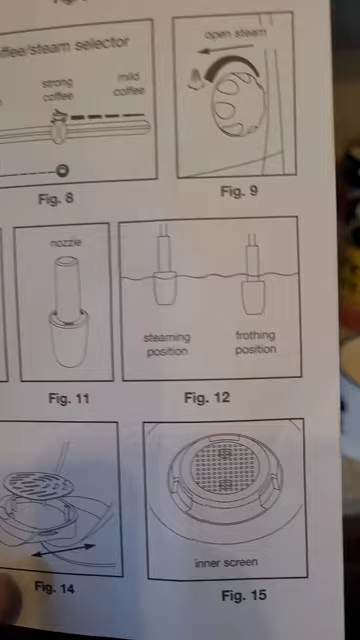 ffee/steam selector
strong
coffee
mild
coffee
Fig. 8
open steam
Fig. 9
nozzle
Fig. 11
steaming
position
frothing
position
Fig. 12
Fig. 14
inner screen
Fig. 15